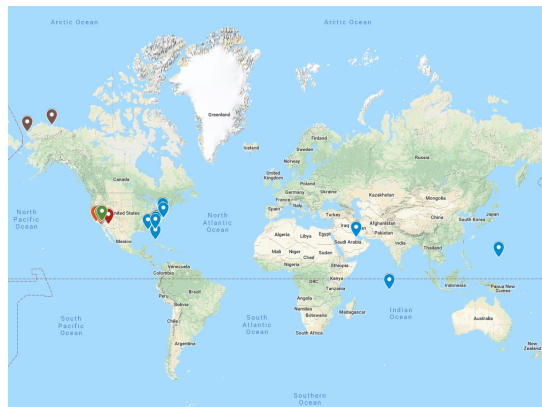 Arctic Ocean
Arctic Ocean
Greenland
Iceland
Finland
Sweden
Norway
Russia
Canada
United
Kingdom
Poland
Germany
Ukraine
France
Kazakhstan
Mongolia
Spain
Italy
Turkey
North
Pacific
Ocean
United States
North
Atlantic
Ocean
Iraq
Afghanistan
China
South Korea
Japan
Pakistan
Algeria
Libya
Egypt
Saudi Arabia
India
Thailand
Mexico
Mali
Niger
Sudan
Chad
Nigeria
Ethiopia
Venezuela
Colombia
DRC
Kenya
Tanzania
Indonesia
Papua New
Guinea
Peru
Brazil
Bolivia
Angola
Namibia
Botswana
Madagascar
Indian
Ocean
South
Pacific
Ocean
Chile
South
Atlantic
Ocean
South Africa
Australia
Argentina
New
Zealand
Southern
Ocean